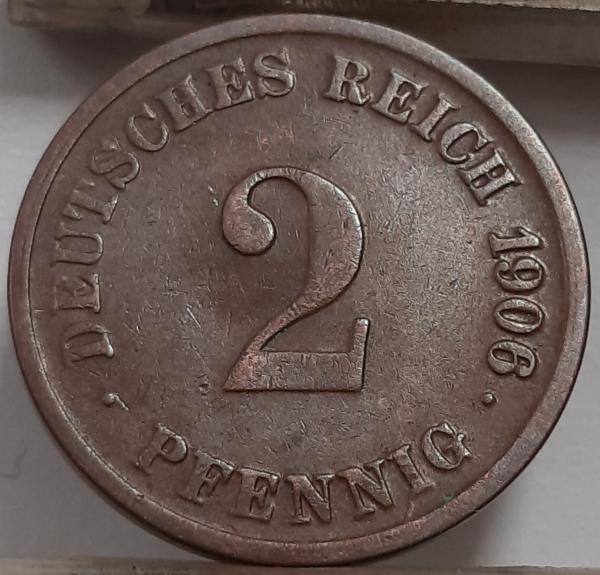 DEUTSCHES REICH 1906
2
· PFENNIG ·